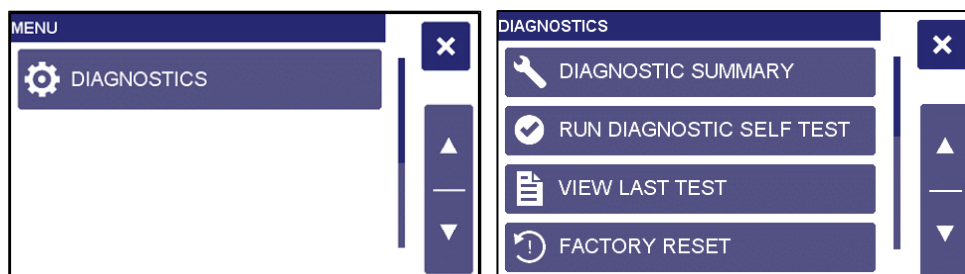 MENU
DIAGNOSTICS
DIAGNOSTICS
DIAGNOSTIC SUMMARY
RUN DIAGNOSTIC SELF TEST
VIEW LAST TEST
FACTORY RESET